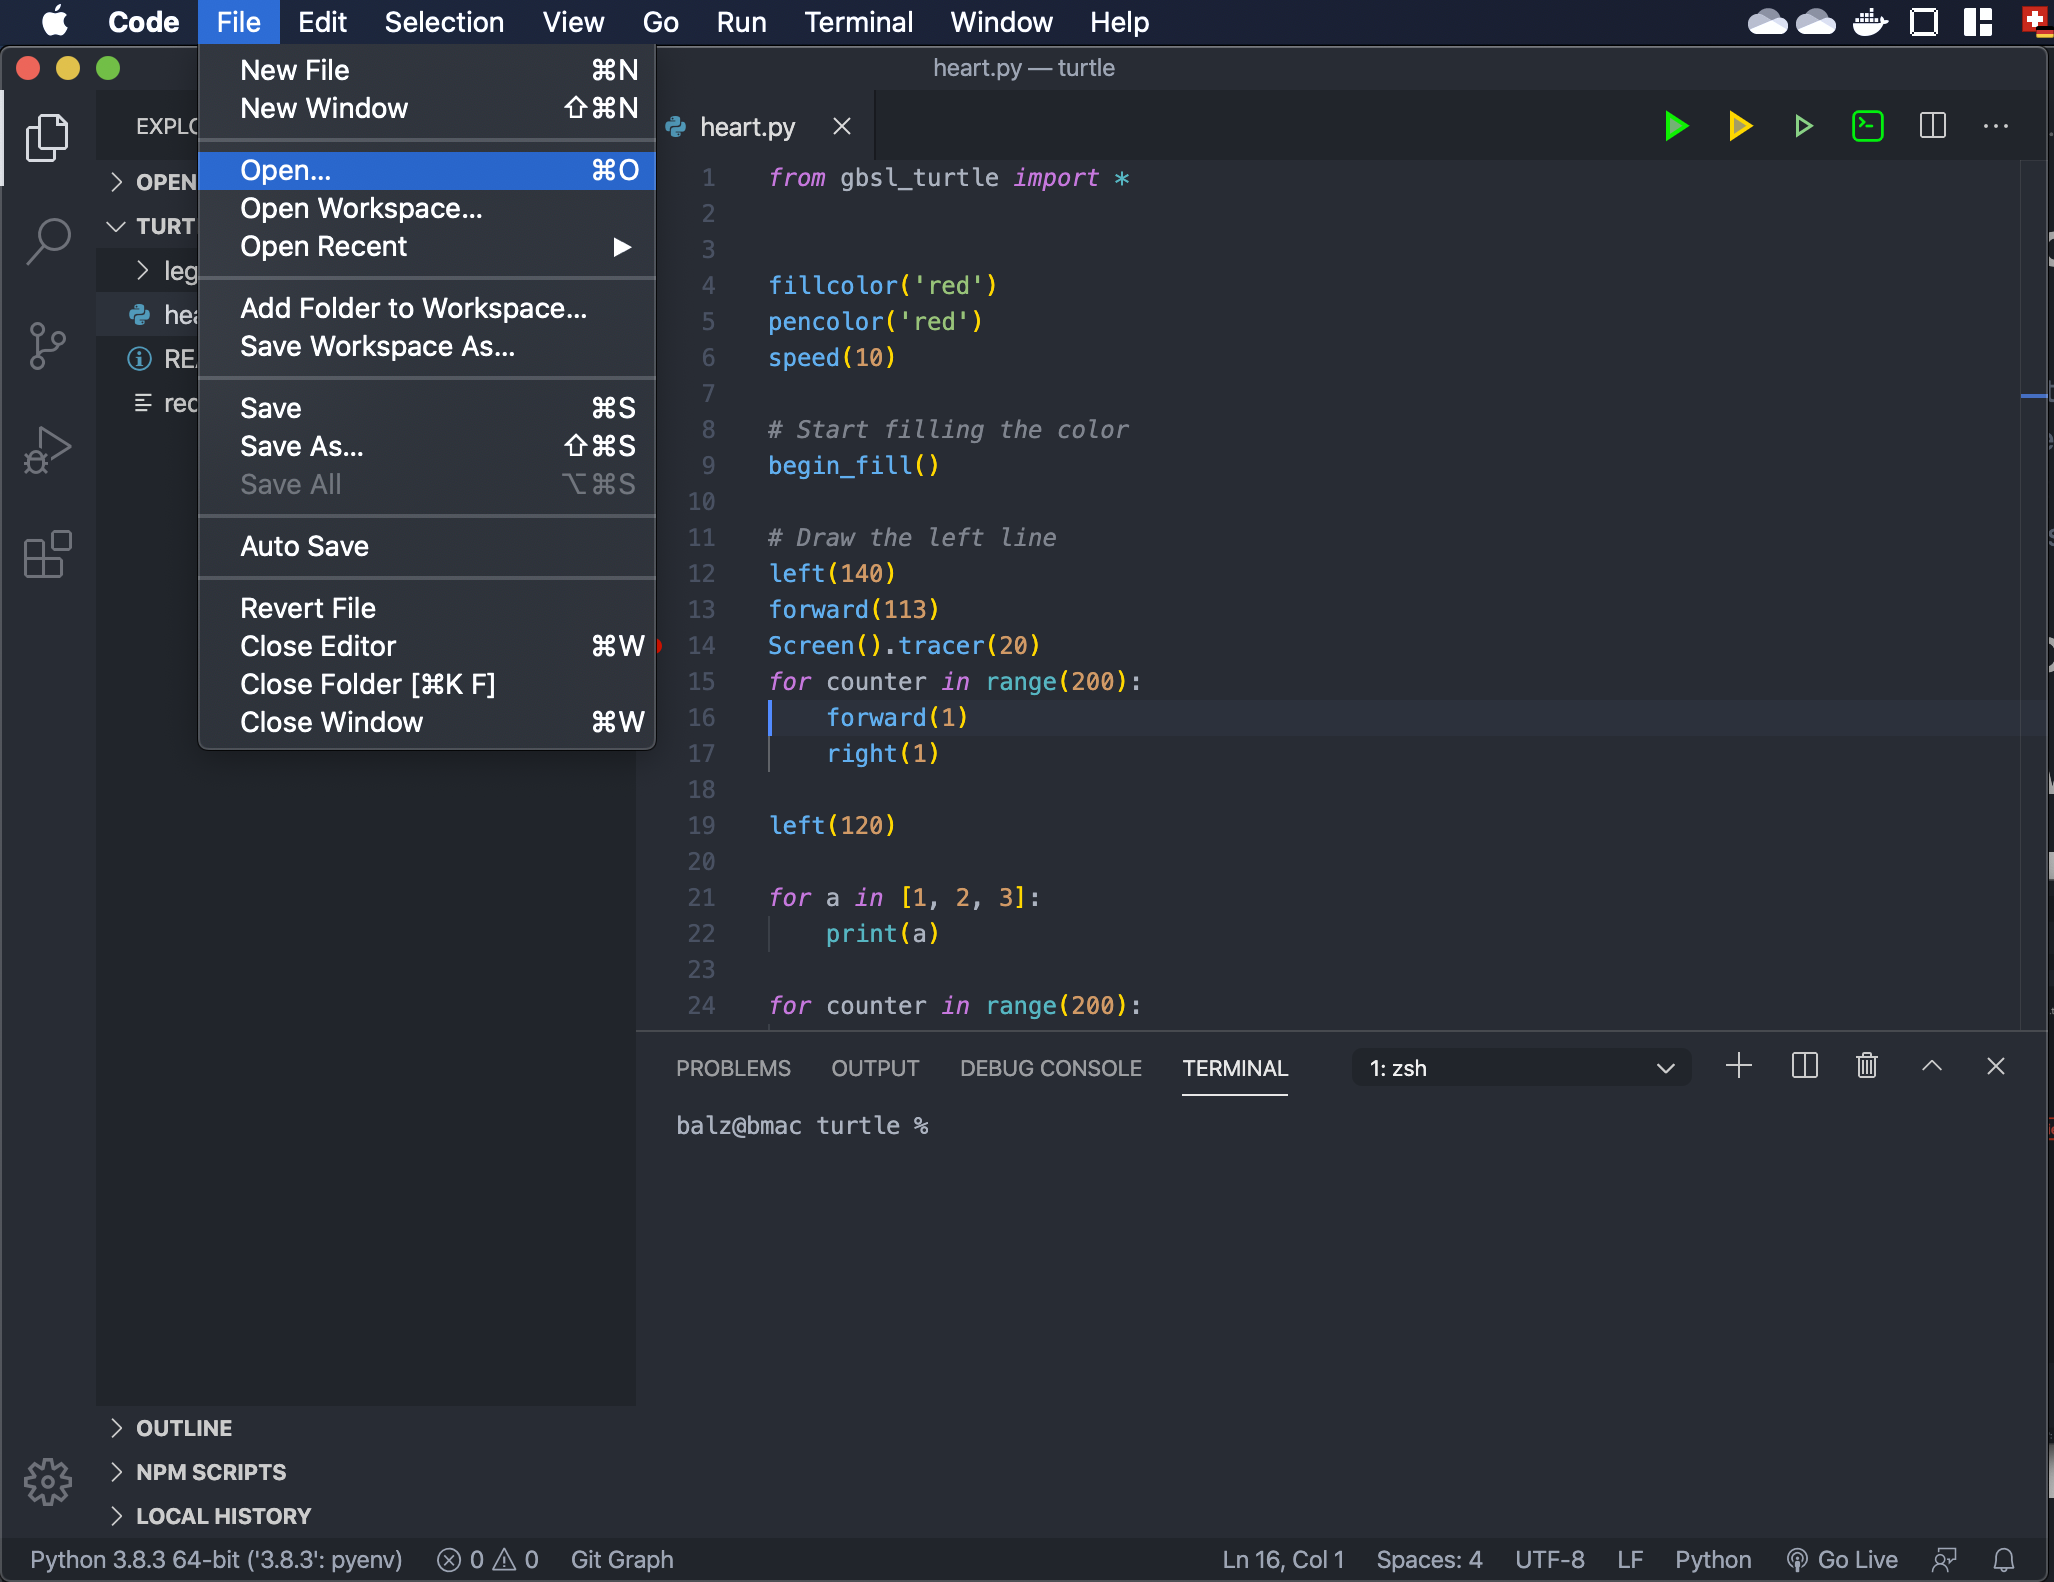 Code File Edit Selection View Go Run Terminal Window Help
heart.py — turtle
New File ⌘N
New Window ⇧⌘N
Open... ⌘O
Open Workspace...
Open Recent ▶
Add Folder to Workspace...
Save Workspace As...
Save ⌘S
Save As... ⇧⌘S
Save All ⌥⌘S
Auto Save
Revert File
Close Editor ⌘W
Close Folder [⌘K F]
Close Window ⌘W
heart.py
1 from gbsl_turtle import *
2
3
4 fillcolor('red')
5 pencolor('red')
6 speed(10)
7
8 # Start filling the color
9 begin_fill()
10
11 # Draw the left line
12 left(140)
13 forward(113)
14 Screen().tracer(20)
15 for counter in range(200):
16     forward(1)
17     right(1)
18
19 left(120)
20
21 for a in [1, 2, 3]:
22     print(a)
23
24 for counter in range(200):
PROBLEMS OUTPUT DEBUG CONSOLE TERMINAL 1: zsh
balz@bmac turtle %
OPEN
OUTLINE
NPM SCRIPTS
LOCAL HISTORY
Python 3.8.3 64-bit ('3.8.3': pyenv) 0 0 Git Graph Ln 16, Col 1 Spaces: 4 UTF-8 LF Python Go Live